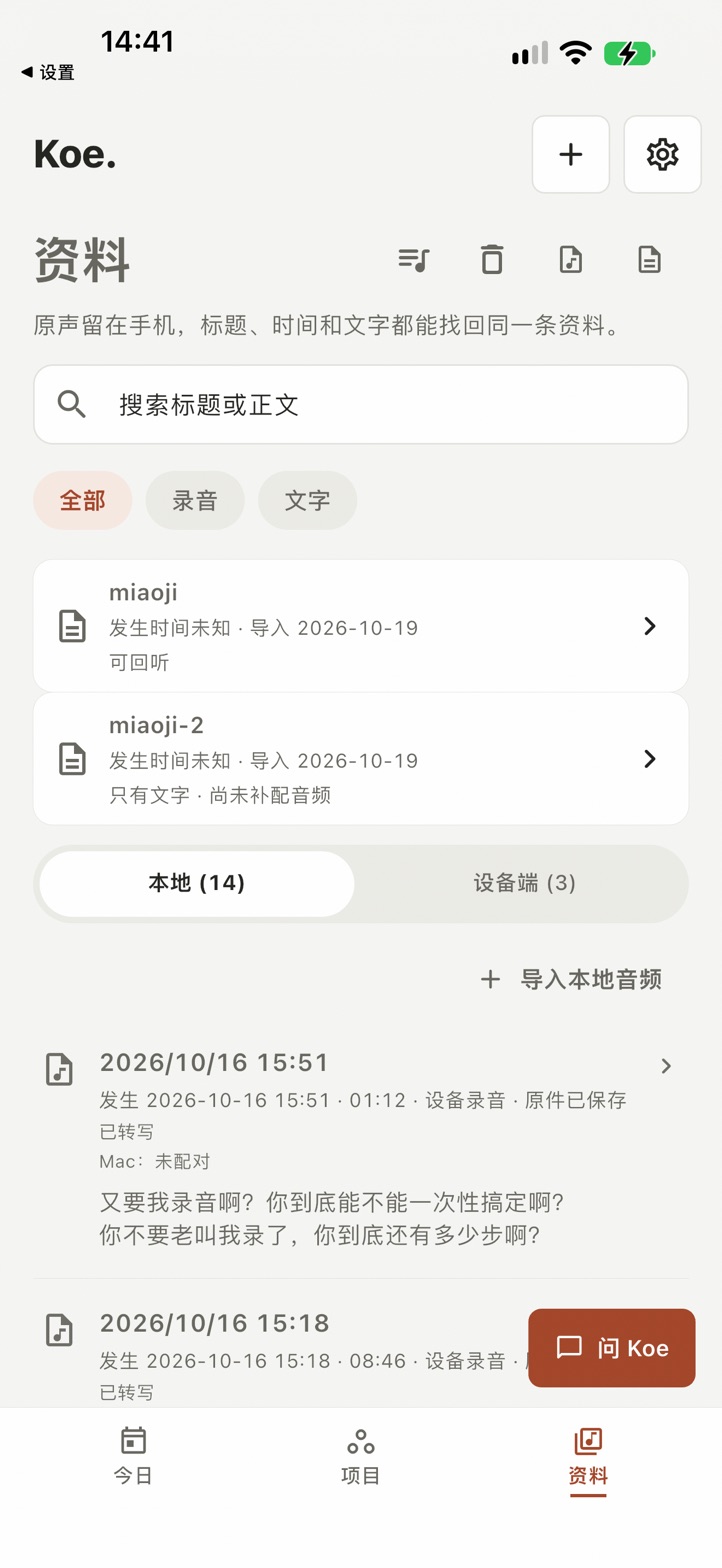 14:41
◀ 设置
Koe.
资料
原声留在手机，标题、时间和文字都能找回同一条资料。
搜索标题或正文
全部 录音 文字
miaoji
发生时间未知 · 导入 2026-10-19
可回听
miaoji-2
发生时间未知 · 导入 2026-10-19
只有文字 · 尚未补配音频
本地 (14) 设备端 (3)
+ 导入本地音频
2026/10/16 15:51
发生 2026-10-16 15:51 · 01:12 · 设备录音 · 原件已保存
已转写
Mac：未配对
又要我录音啊？你到底能不能一次性搞定啊？
你不要老叫我录了，你到底还有多少步啊？
2026/10/16 15:18
发生 2026-10-16 15:18 · 08:46 · 设备录音 ·
已转写
问 Koe
今日 项目 资料